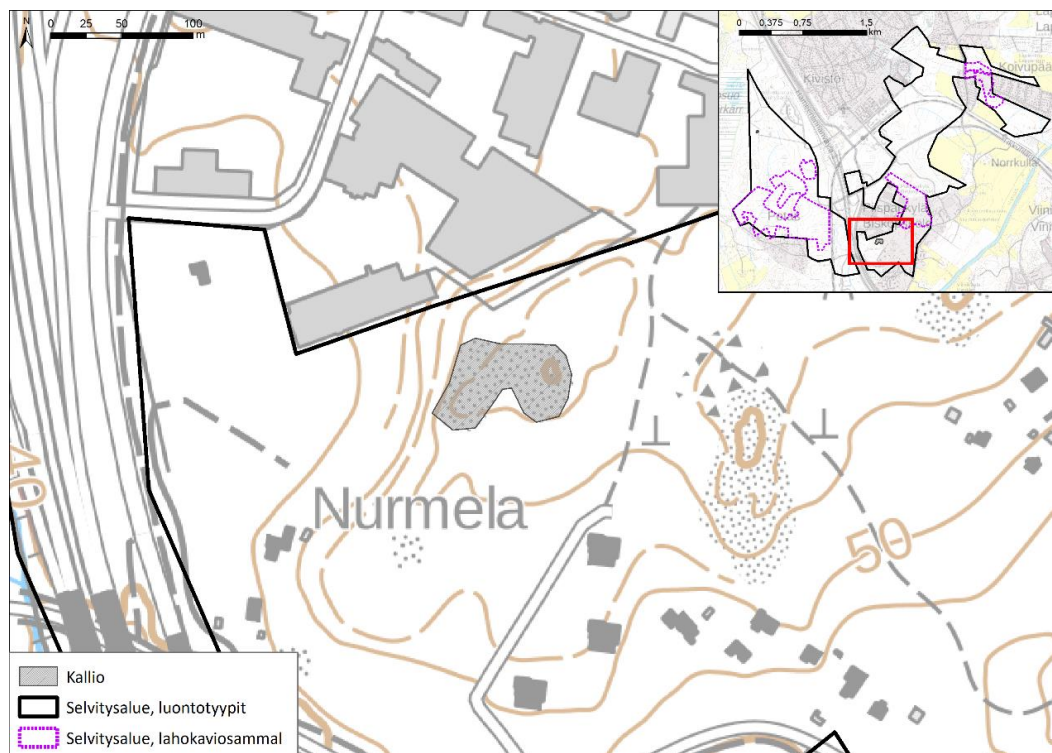 N
0 25 50 100
m
0 0,375 0,75 1,5
km
Kivistö
Koivupää
Norrkulla
Nurmela
50
40
Kallio
Selvitysalue, luontotyypit
Selvitysalue, lahokaviosammal